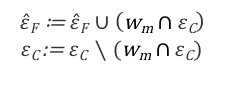 ε̂_F := ε̂_F ∪ (w_m ∩ ε_C)
ε_C := ε_C \ (w_m ∩ ε_C)